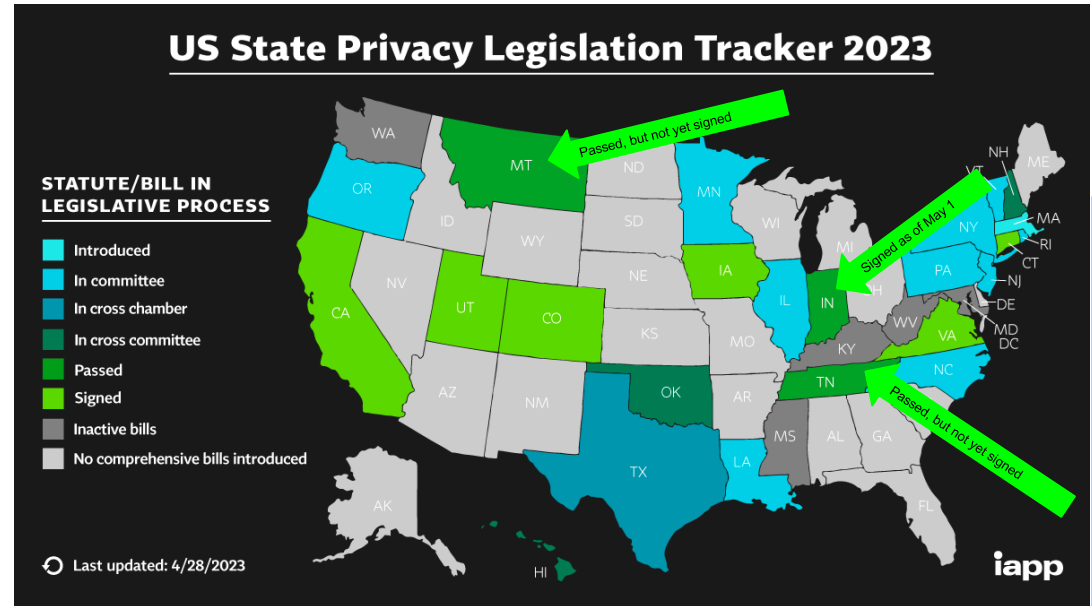 US State Privacy Legislation Tracker 2023
STATUTE/BILL IN
LEGISLATIVE PROCESS
Introduced
In committee
In cross chamber
In cross committee
Passed
Signed
Inactive bills
No comprehensive bills introduced
Last updated: 4/28/2023
Passed, but not yet signed
Signed as of May 1
Passed, but not yet signed
WA
OR
CA
ID
NV
MT
WY
UT
CO
AZ
NM
ND
SD
NE
KS
OK
TX
MN
IA
MO
AR
LA
WI
IL
MI
IN
OH
KY
TN
MS
AL
GA
FL
NC
VA
WV
PA
NY
VT
NH
ME
MA
RI
CT
NJ
DE
MD
DC
AK
HI
iapp